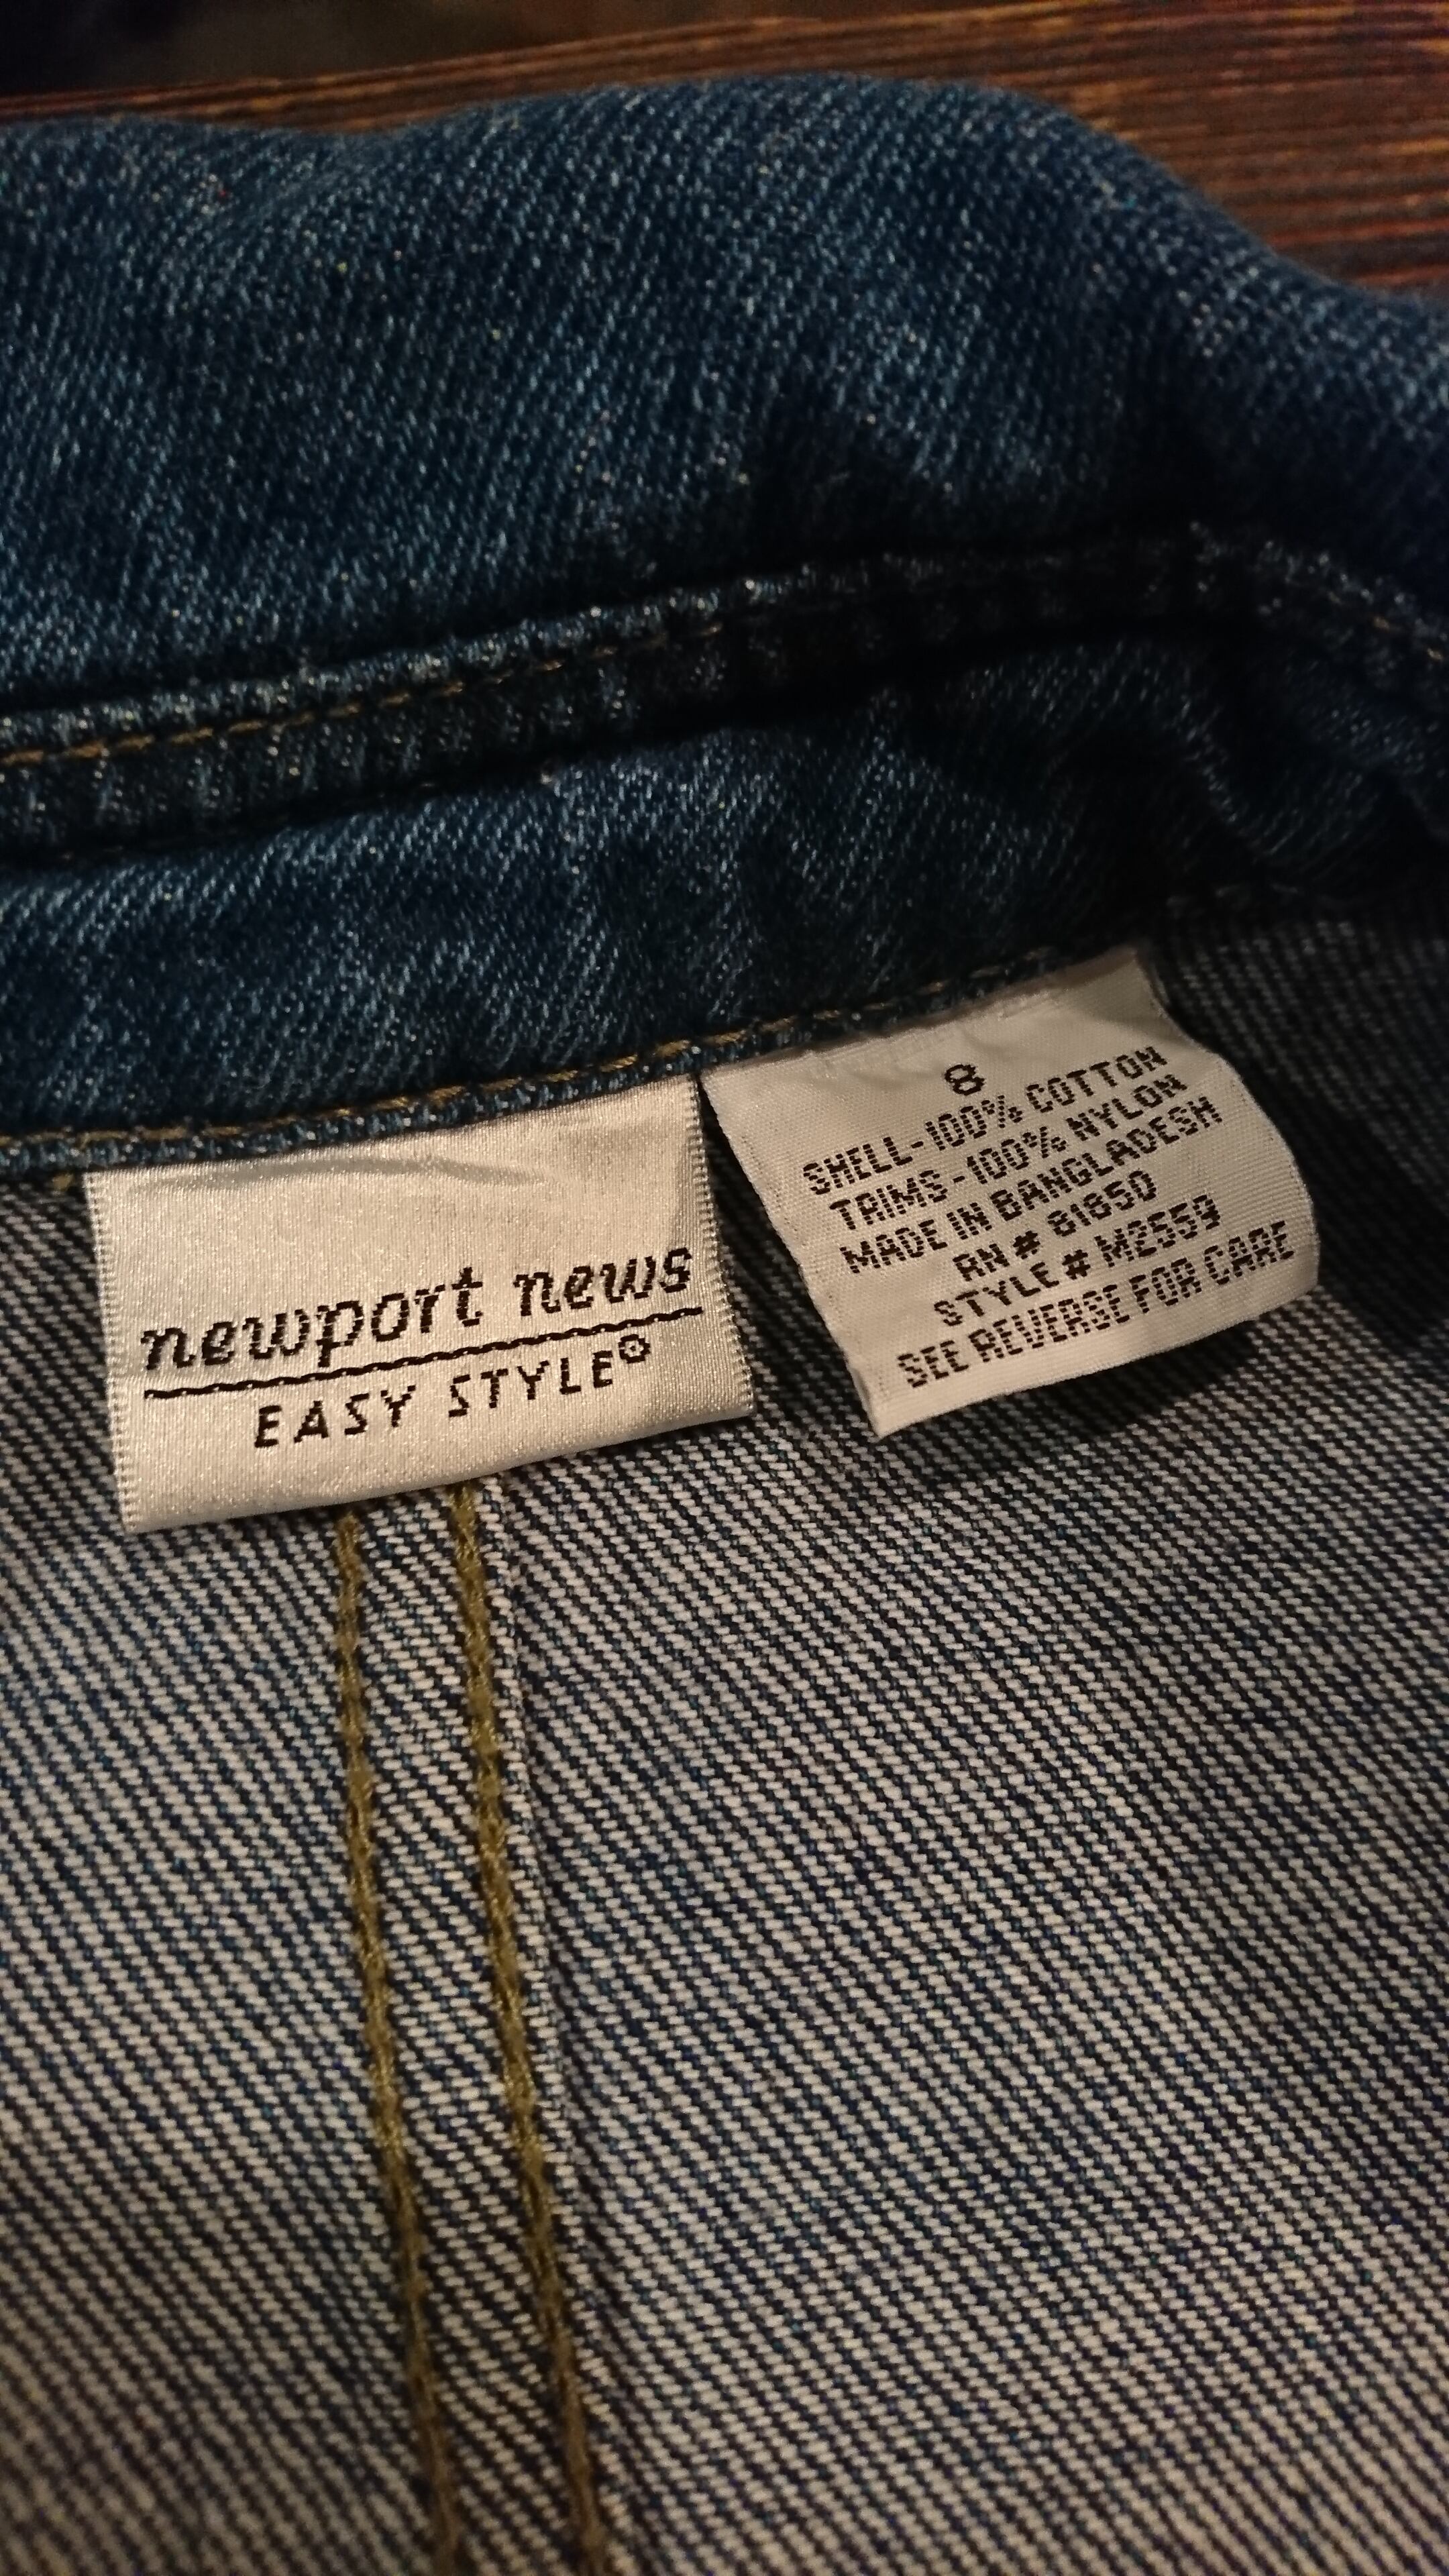 newport news
EASY STYLE®
8
SHELL-100% COTTON
TRIMS-100% NYLON
MADE IN BANGLADESH
RN # 81850
STYLE # M2559
SEE REVERSE FOR CARE